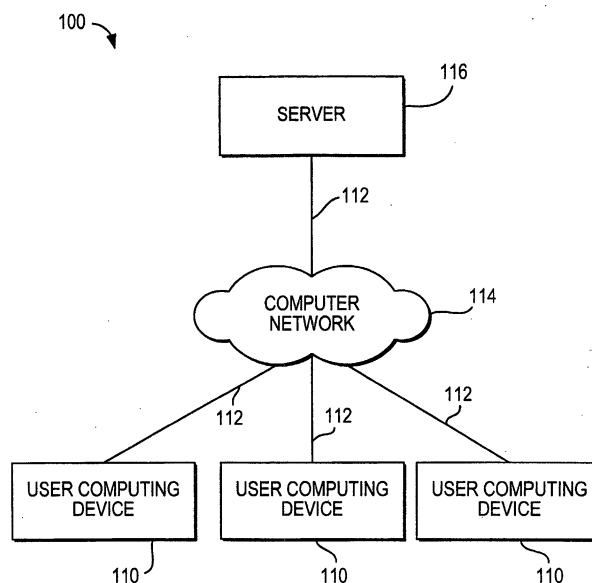 100
116
SERVER
112
COMPUTER
NETWORK
114
112
112
112
USER COMPUTING
DEVICE
USER COMPUTING
DEVICE
USER COMPUTING
DEVICE
110
110
110